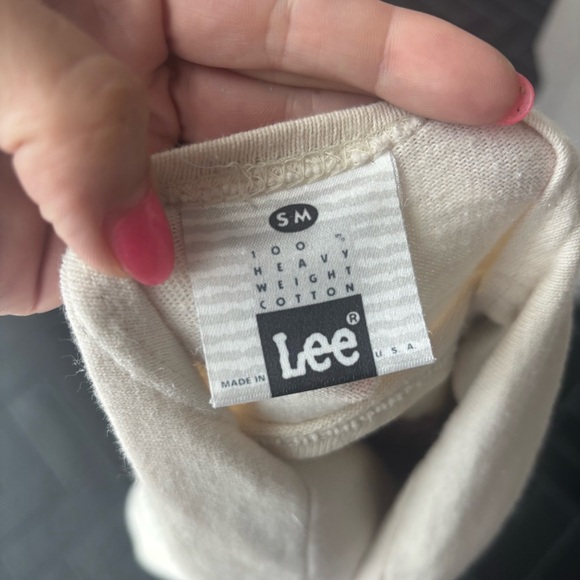 SM
100%
HEAVY
WEIGHT
COTTON
Lee®
MADE IN U.S.A.